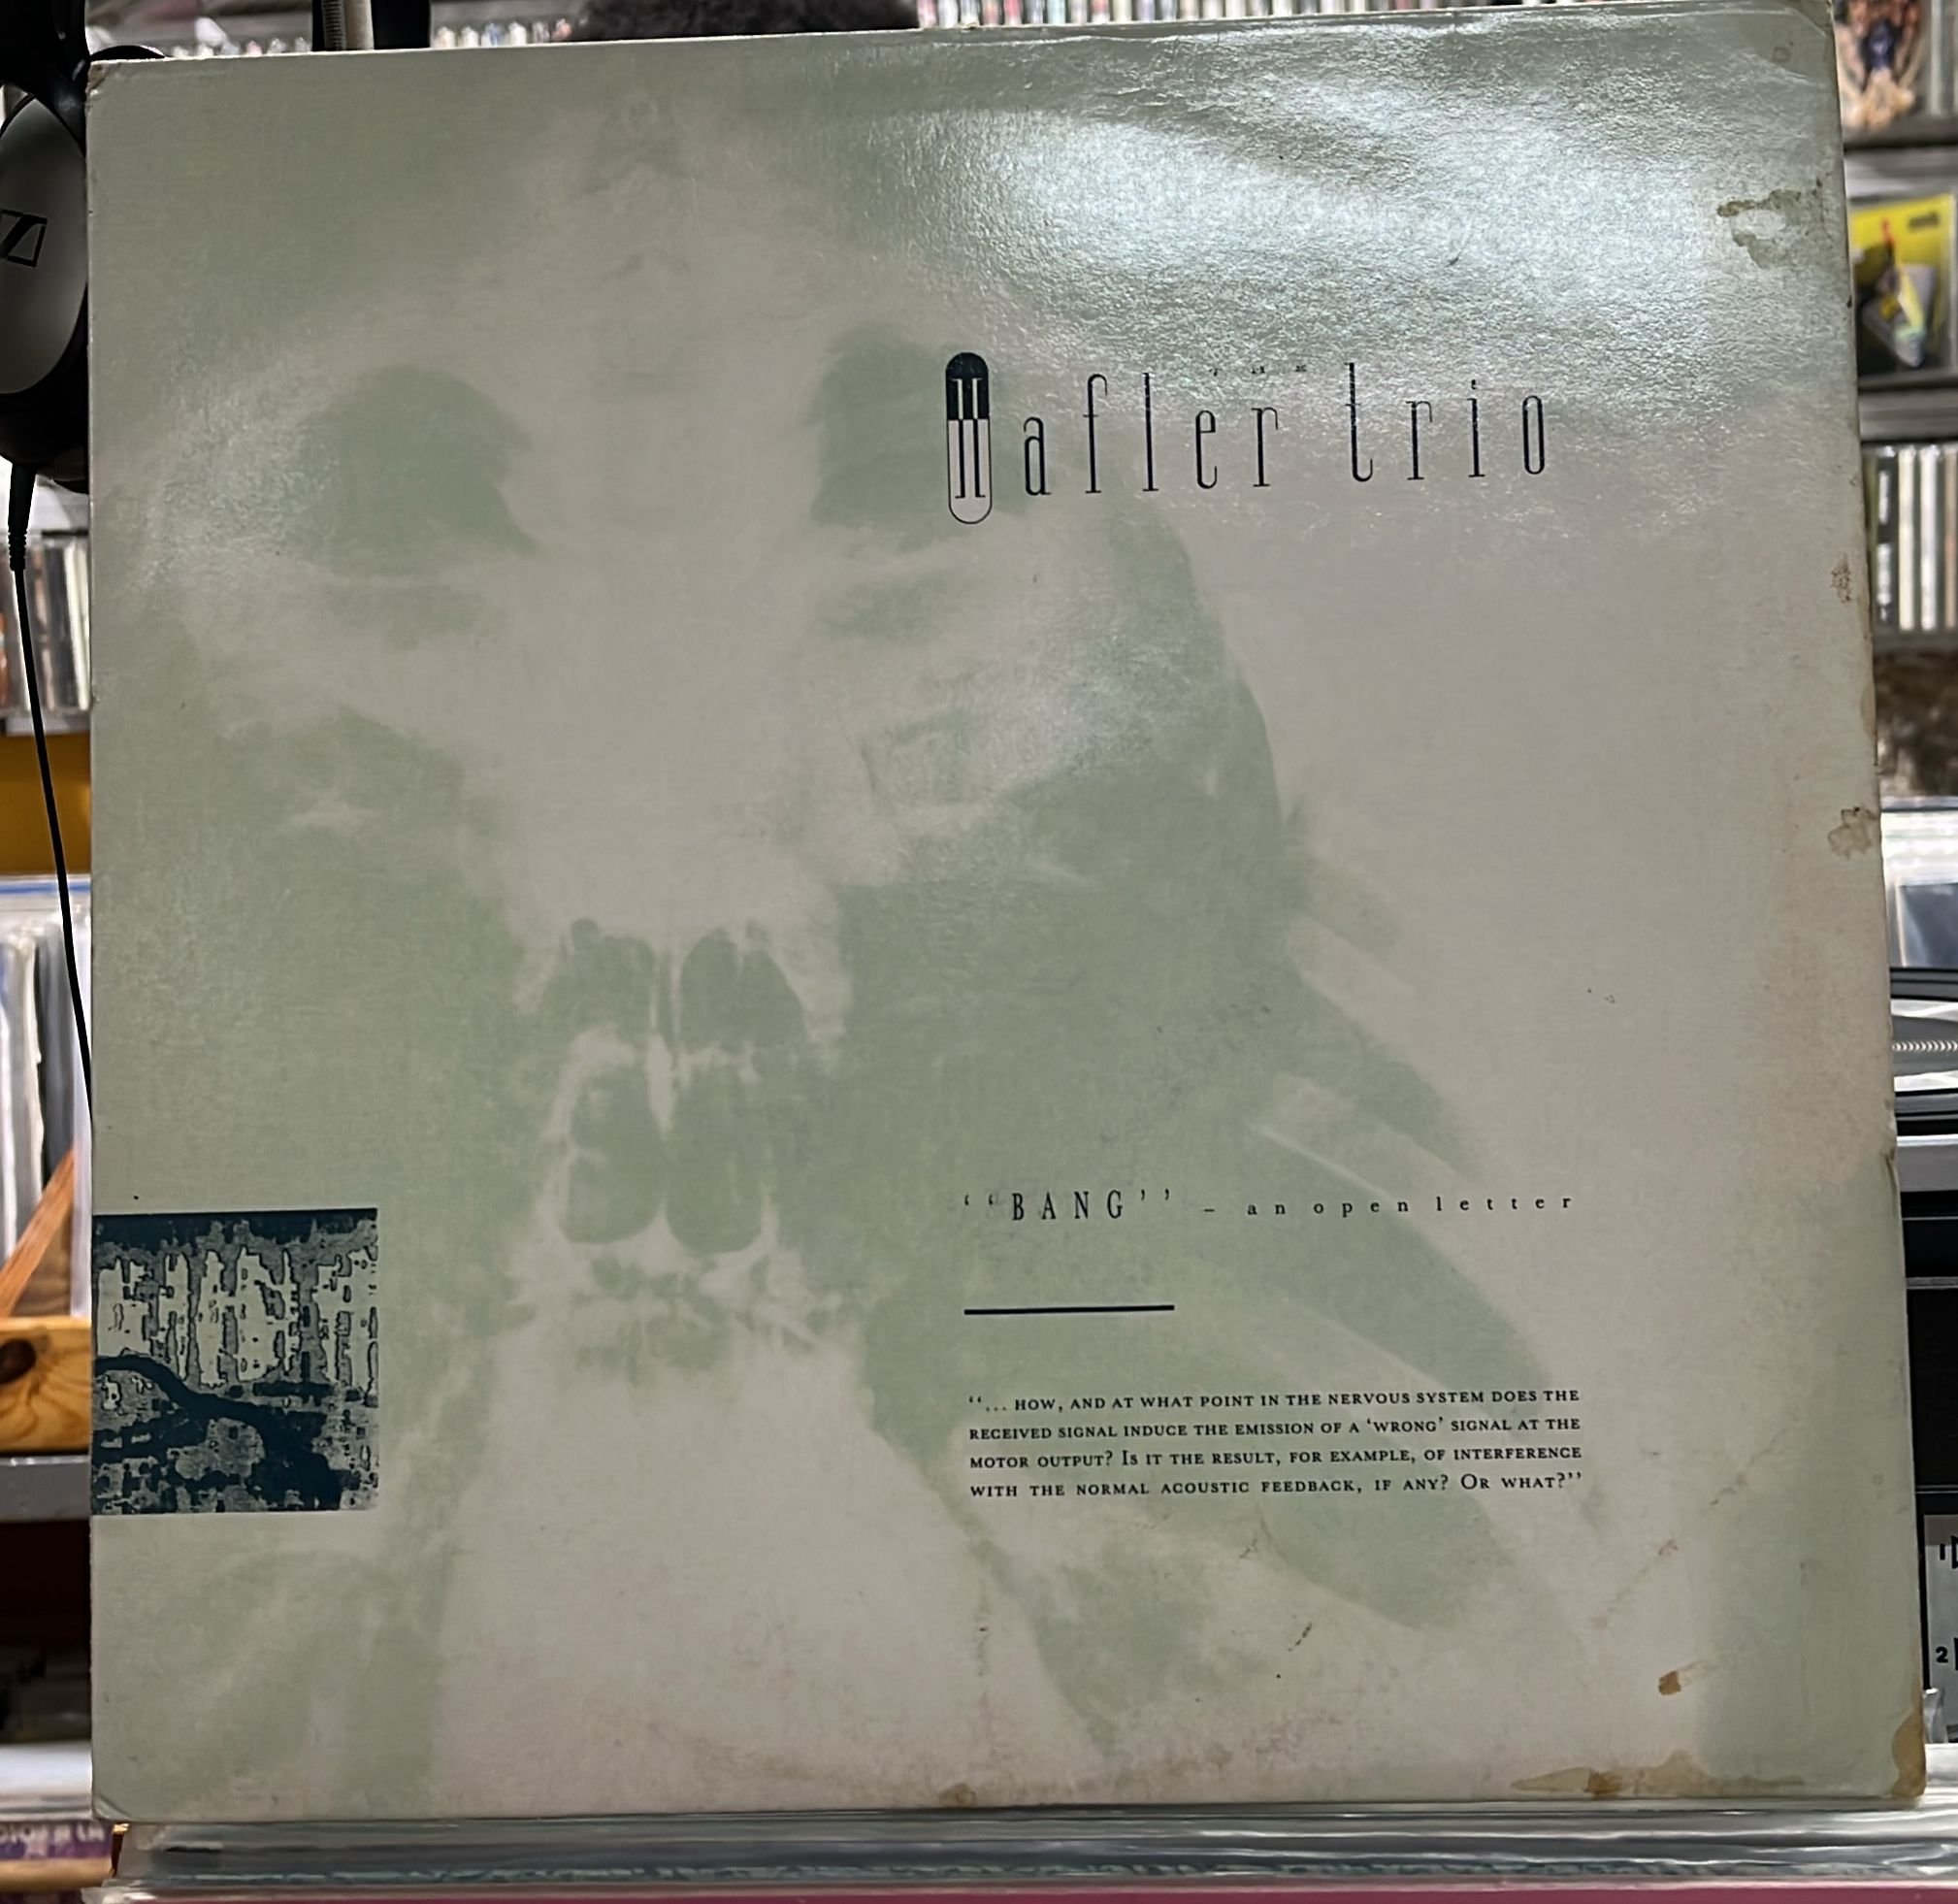 Hafler trio
‘‘BANG’’ – an open letter
‘‘... HOW, AND AT WHAT POINT IN THE NERVOUS SYSTEM DOES THE
RECEIVED SIGNAL INDUCE THE EMISSION OF A ‘WRONG’ SIGNAL AT THE
MOTOR OUTPUT? IS IT THE RESULT, FOR EXAMPLE, OF INTERFERENCE
WITH THE NORMAL ACOUSTIC FEEDBACK, IF ANY? OR WHAT?’’
1
2